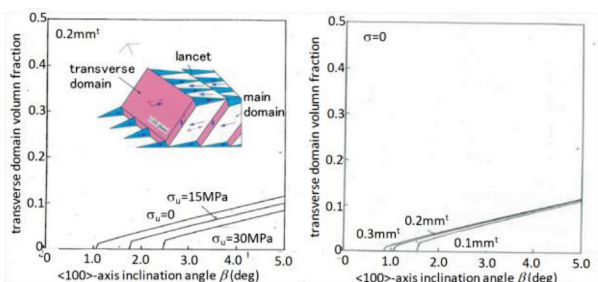 0.5
0.2mmᵗ
lancet
transverse
domain
main
domain
0.4
0.3
0.2
0.1
0
transverse domain volumn fraction
σᵤ=15MPa
σᵤ=0
σᵤ=30MPa
0
1.0
2.0
3.0
4.0
5.0
<100>-axis inclination angle β(deg)
0.5
σ=0
0.4
0.3
0.2
0.1
0
transverse domain volumn fraction
0.2mmᵗ
0.3mmᵗ
0.1mmᵗ
0
1.0
2.0
3.0
4.0
5.0
<100>-axis inclination angle β(deg)